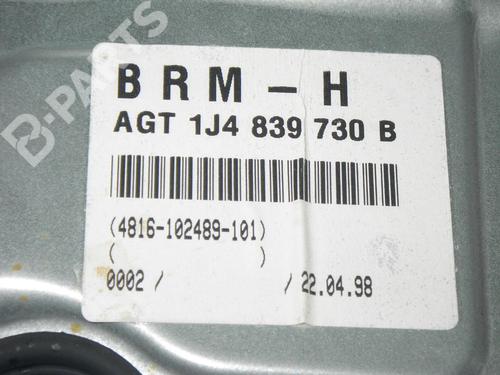 B-PARTS
BRM - H
AGT 1J4 839 730 B
(4816-102489-101)
( )
0002 / / 22.04.98